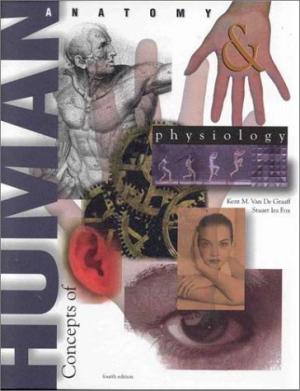 Concepts of
HUMAN
ANATOMY
&
physiology
Kent M. Van De Graaff
Stuart Ira Fox
fourth edition